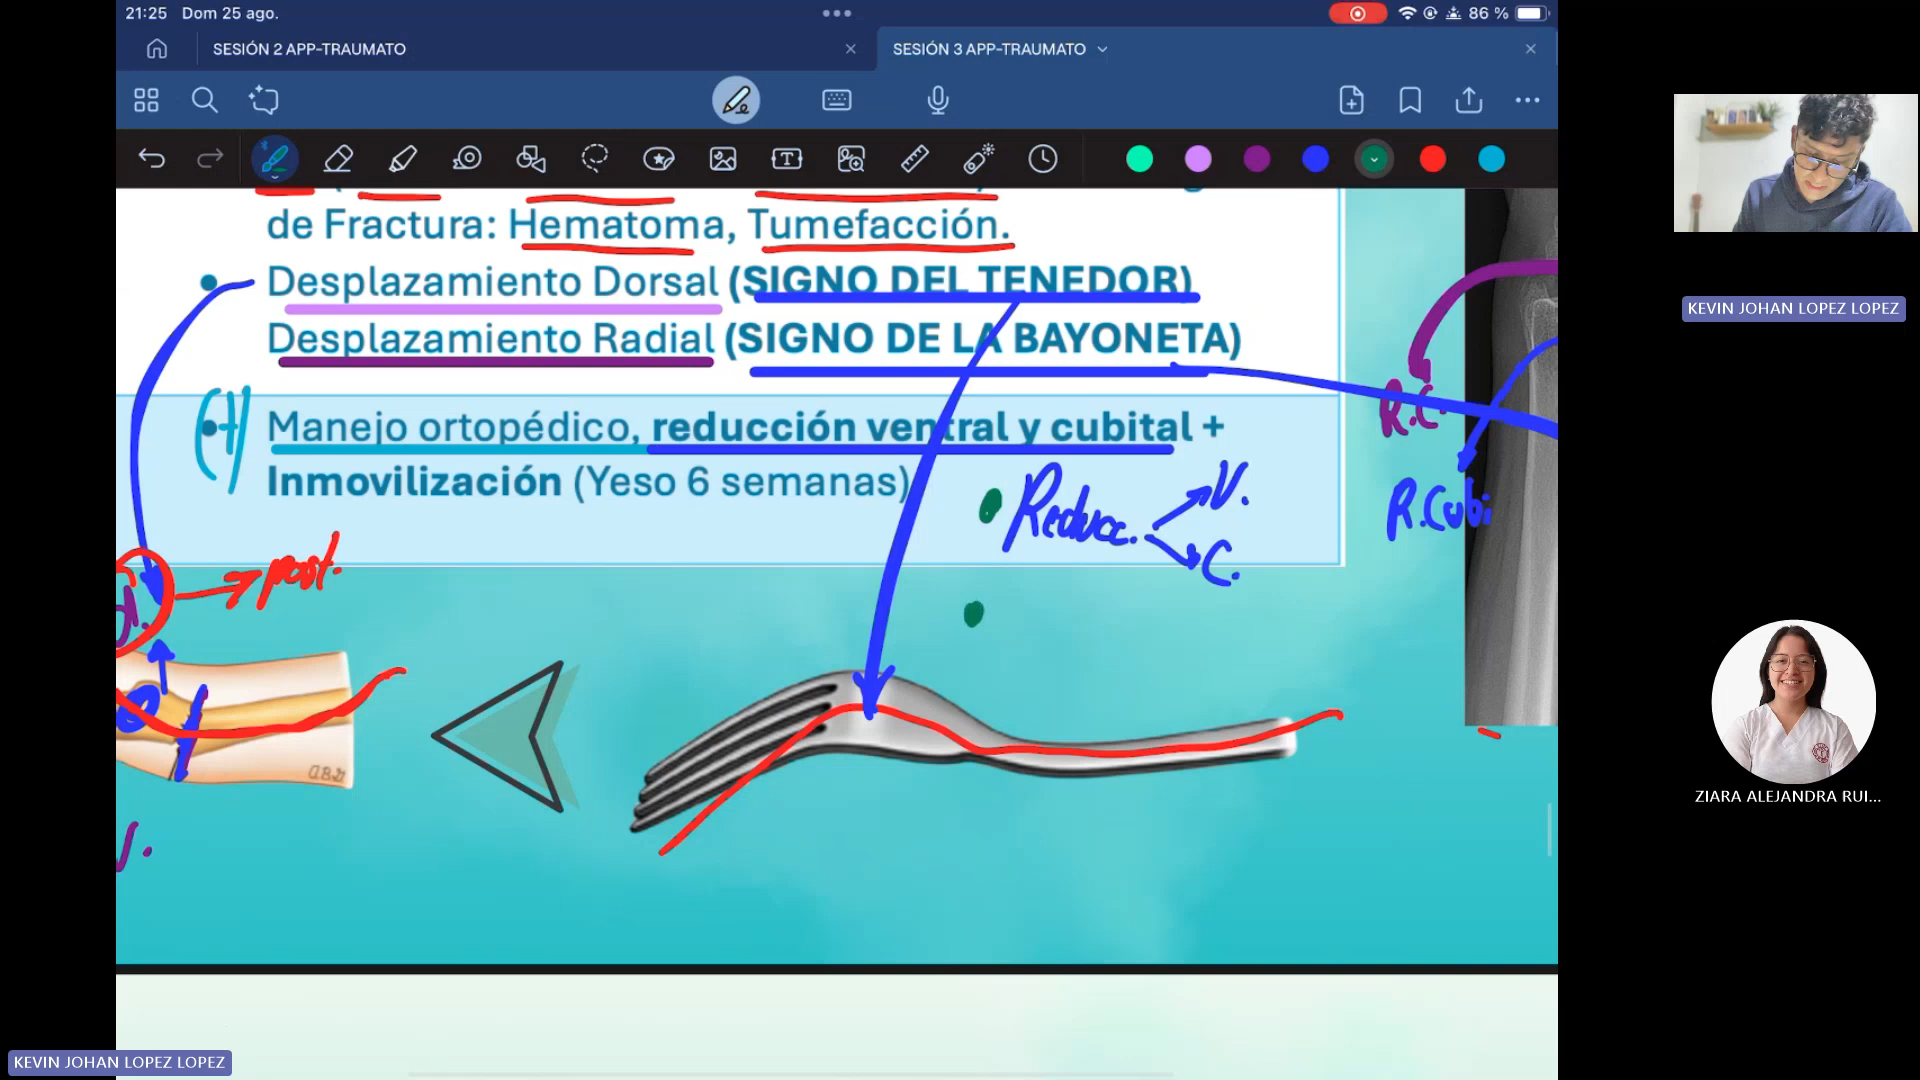 21:25 Dom 25 ago.
86 %
SESIÓN 2 APP-TRAUMATO
SESIÓN 3 APP-TRAUMATO
de Fractura: Hematoma, Tumefacción.
Desplazamiento Dorsal (SIGNO DEL TENEDOR)
Desplazamiento Radial (SIGNO DE LA BAYONETA)
R.C.
(+)
Manejo ortopédico, reducción ventral y cubital +
Inmovilización (Yeso 6 semanas)
Reducc.
V.
C.
R.Cubi
post.
d.
V.
KEVIN JOHAN LOPEZ LOPEZ
ZIARA ALEJANDRA RUI...
KEVIN JOHAN LOPEZ LOPEZ